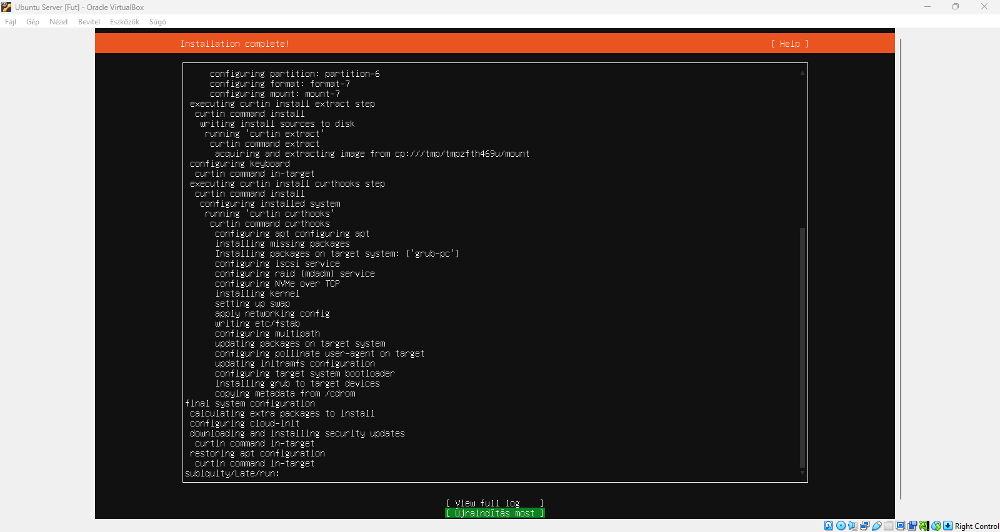 Ubuntu Server [Fut] - Oracle VirtualBox
Fájl Gép Nézet Bevitel Eszközök Súgó
Installation complete! [ Help ]
configuring partition: partition-6
configuring format: format-7
configuring mount: mount-7
executing curtin install extract step
curtin command install
writing install sources to disk
running 'curtin extract'
curtin command extract
acquiring and extracting image from cp:///tmp/tmpzfth469u/mount
configuring keyboard
curtin command in-target
executing curtin install curthooks step
curtin command install
configuring installed system
running 'curtin curthooks'
curtin command curthooks
configuring apt configuring apt
installing missing packages
Installing packages on target system: ['grub-pc']
configuring iscsi service
configuring raid (mdadm) service
configuring NVMe over TCP
installing kernel
setting up swap
apply networking config
writing etc/fstab
configuring multipath
updating packages on target system
configuring pollinate user-agent on target
updating initramfs configuration
configuring target system bootloader
installing grub to target devices
copying metadata from /cdrom
final system configuration
calculating extra packages to install
configuring cloud-init
downloading and installing security updates
curtin command in-target
restoring apt configuration
curtin command in-target
subiquity/Late/run:
[ View full log ]
[ Újraindítás most ]
Right Control